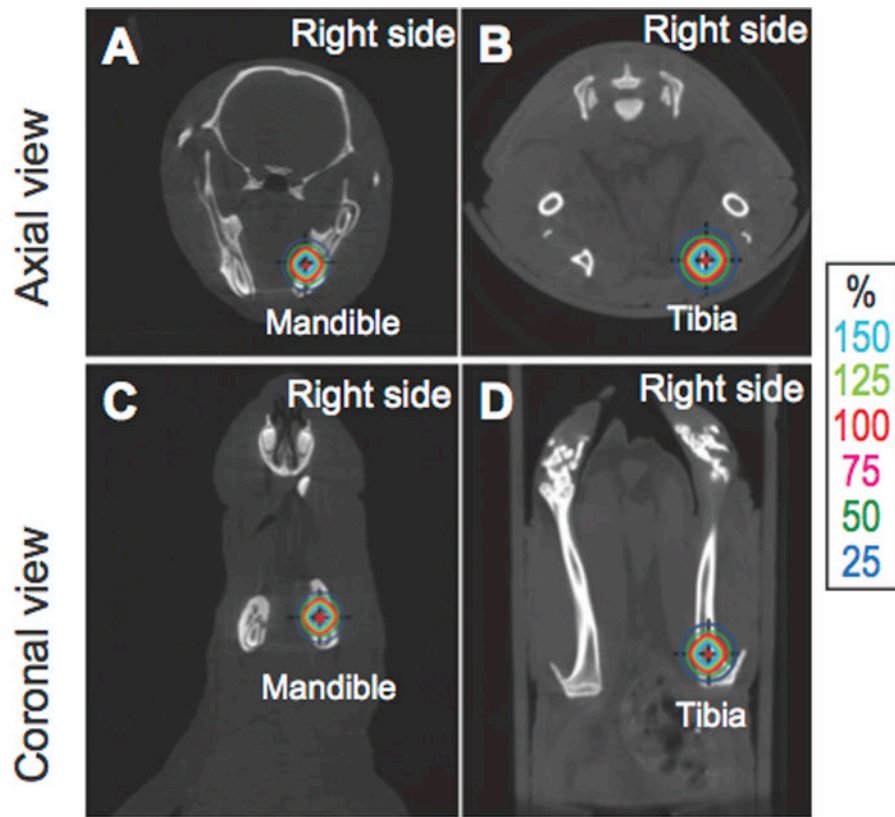 Axial view
A
Right side
Mandible
B
Right side
Tibia
Coronal view
C
Right side
Mandible
D
Right side
Tibia
%
150
125
100
75
50
25